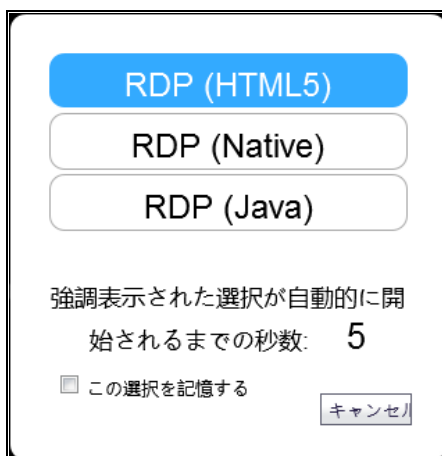 RDP (HTML5)
RDP (Native)
RDP (Java)
強調表示された選択が自動的に開
始されるまでの秒数: 5
この選択を記憶する
キャンセル